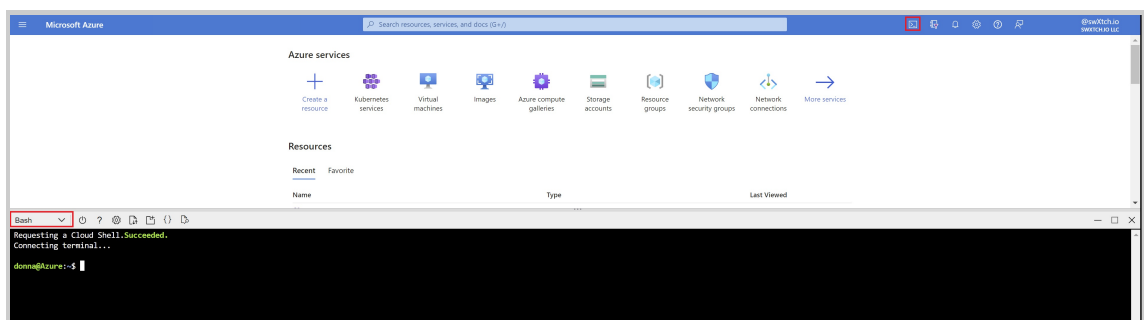 Microsoft Azure
Search resources, services, and docs (G+/)
@swXtch.io
SWXTCH.IO LLC
Azure services
Create a resource
Kubernetes services
Virtual machines
Images
Azure compute galleries
Storage accounts
Resource groups
Network security groups
Network connections
More services
Resources
Recent Favorite
Name Type Last Viewed
Bash
Requesting a Cloud Shell.Succeeded.
Connecting terminal...
donna@Azure:~$